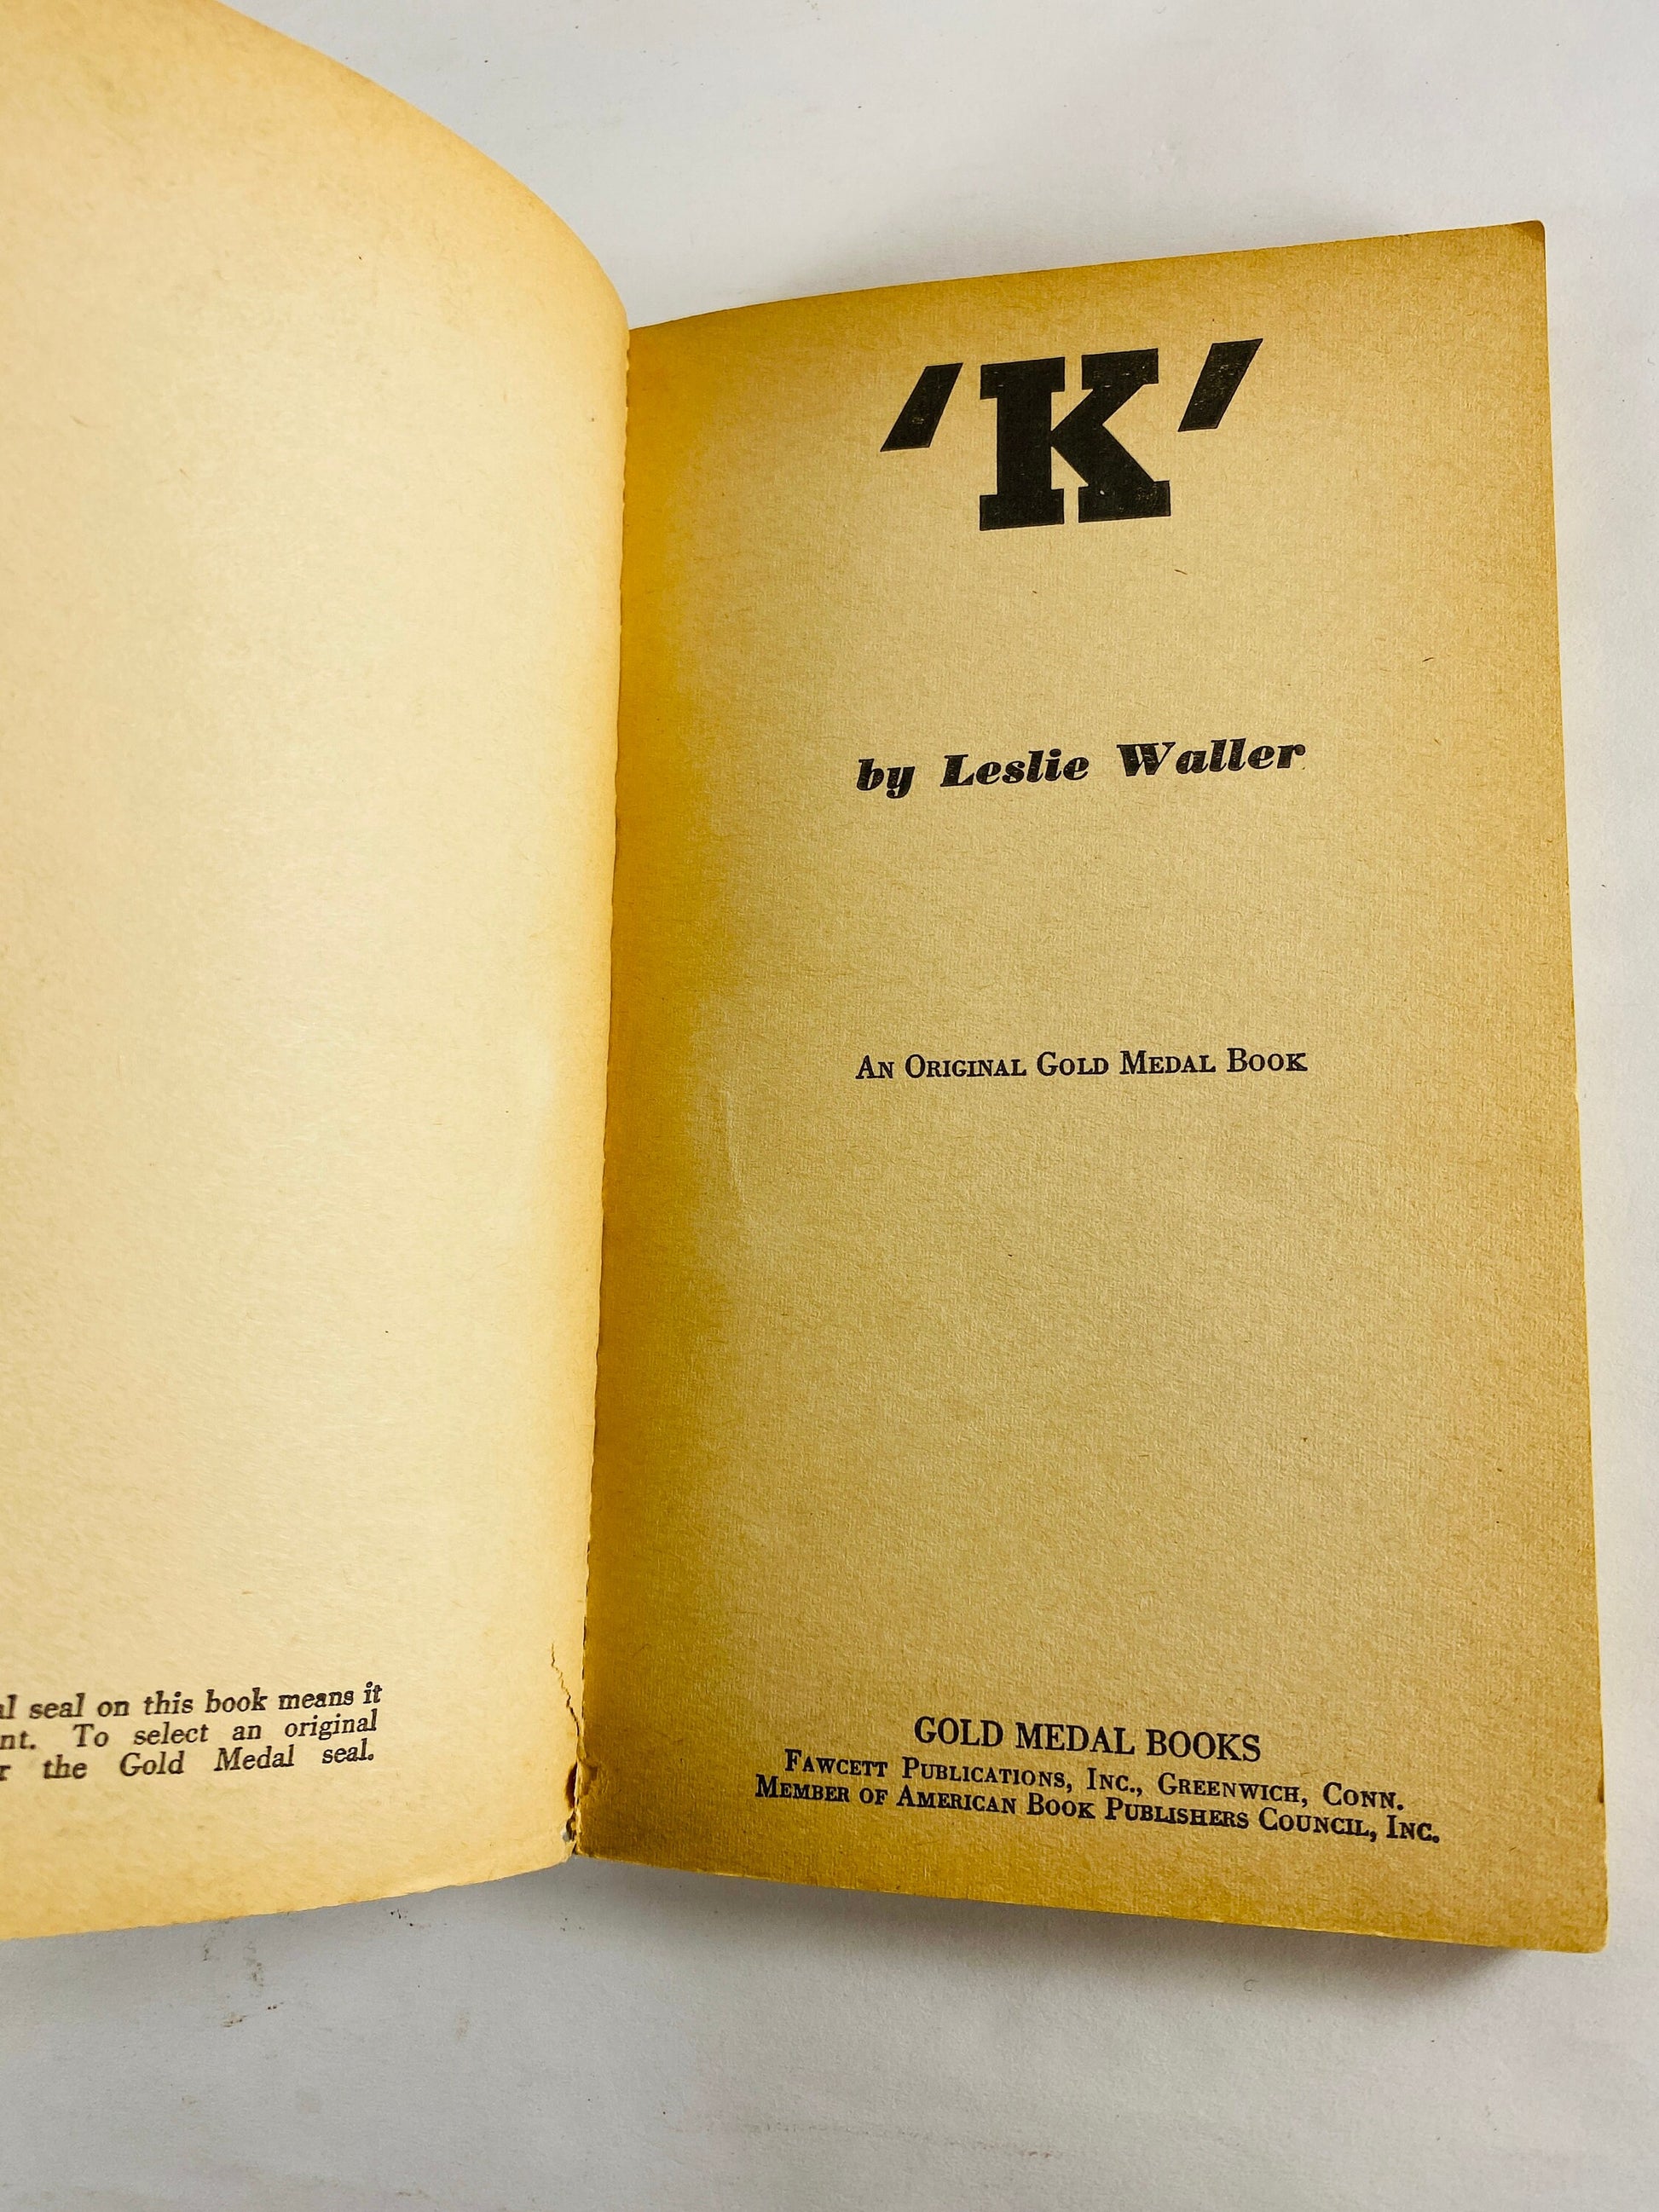 'K'
by Leslie Waller
An Original Gold Medal Book
seal on this book means it
To select an original
the Gold Medal seal.
GOLD MEDAL BOOKS
Fawcett Publications, Inc., Greenwich, Conn.
Member of American Book Publishers Council, Inc.